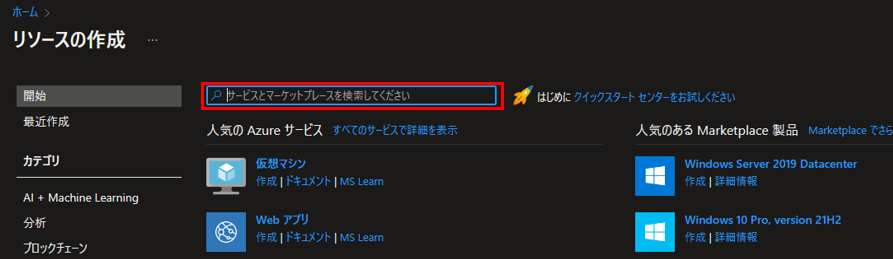 ホーム >
リソースの作成 …
開始
最近作成
カテゴリ
AI + Machine Learning
分析
ブロックチェーン
サービスとマーケットプレースを検索してください
はじめに クイックスタート センターをお試しください
人気の Azure サービス すべてのサービスで詳細を表示
仮想マシン
作成 | ドキュメント | MS Learn
Web アプリ
作成 | ドキュメント | MS Learn
人気のある Marketplace 製品 Marketplace でさら
Windows Server 2019 Datacenter
作成 | 詳細情報
Windows 10 Pro, version 21H2
作成 | 詳細情報